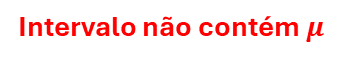 Intervalo não contém μ